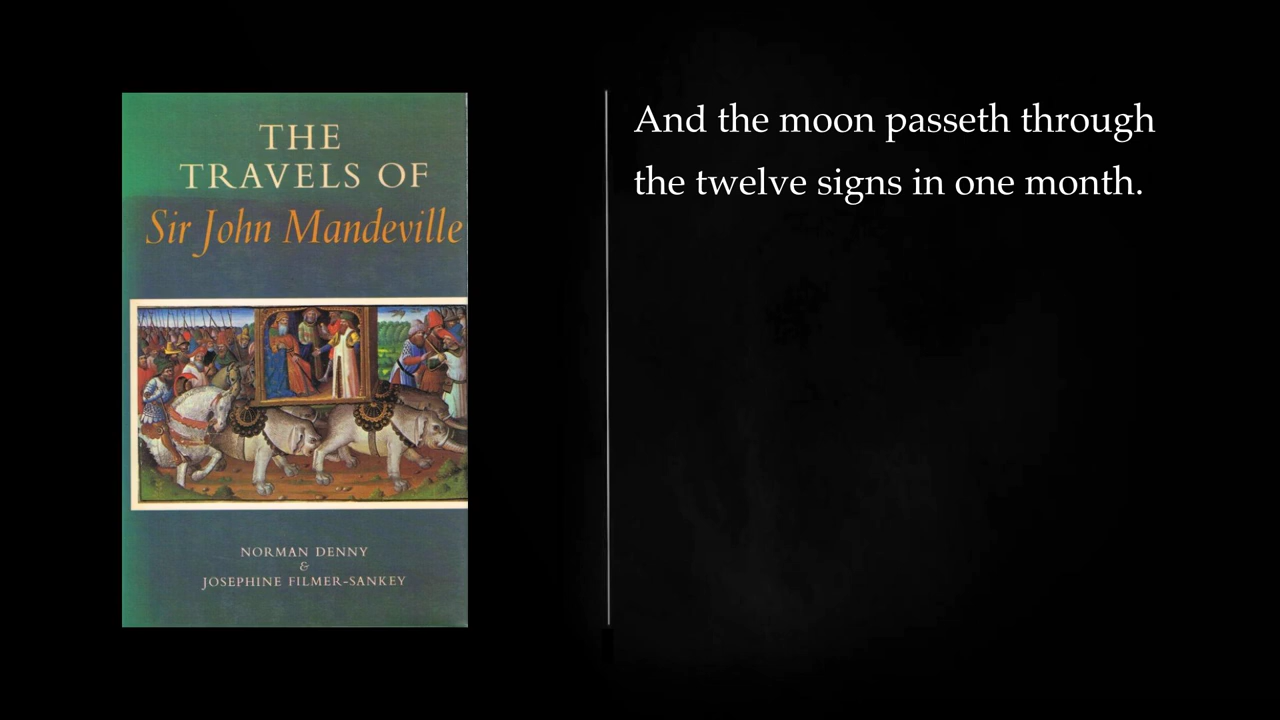 THE
TRAVELS OF
Sir John Mandeville
NORMAN DENNY
&
JOSEPHINE FILMER-SANKEY
And the moon passeth through
the twelve signs in one month.